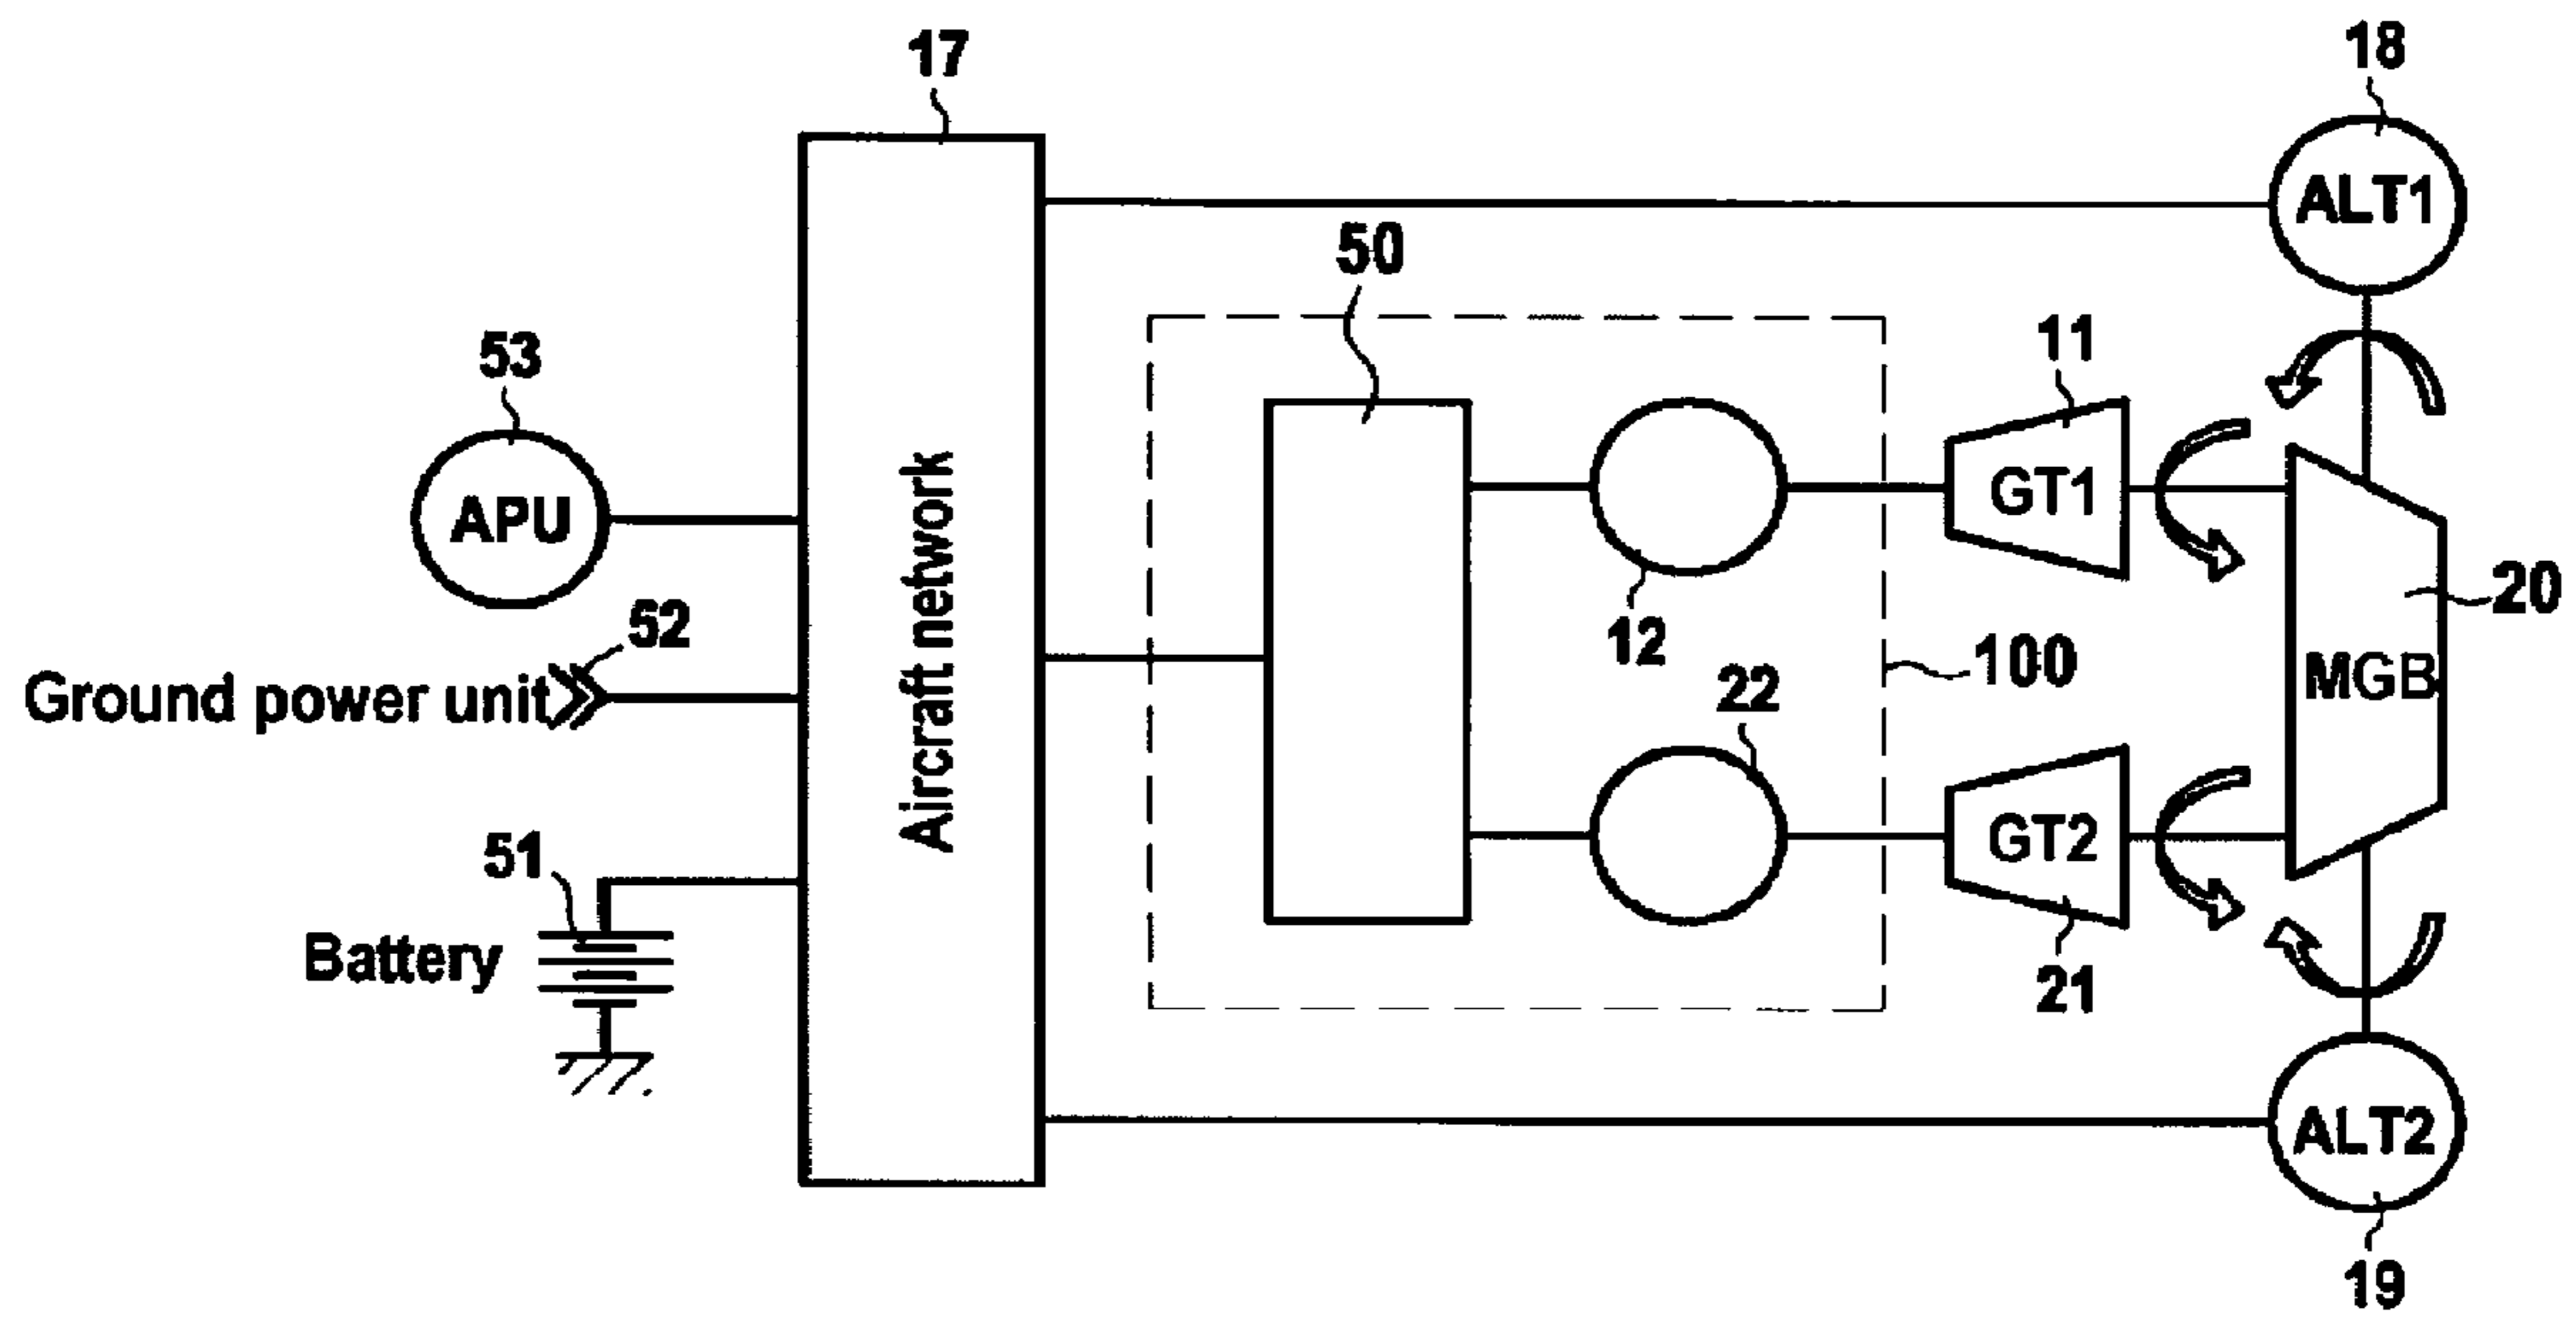 17
18
ALT1
50
53
11
APU
GT1
52
12
20
Ground power unit
Aircraft network
100
MGB
22
51
GT2
Battery
21
ALT2
19